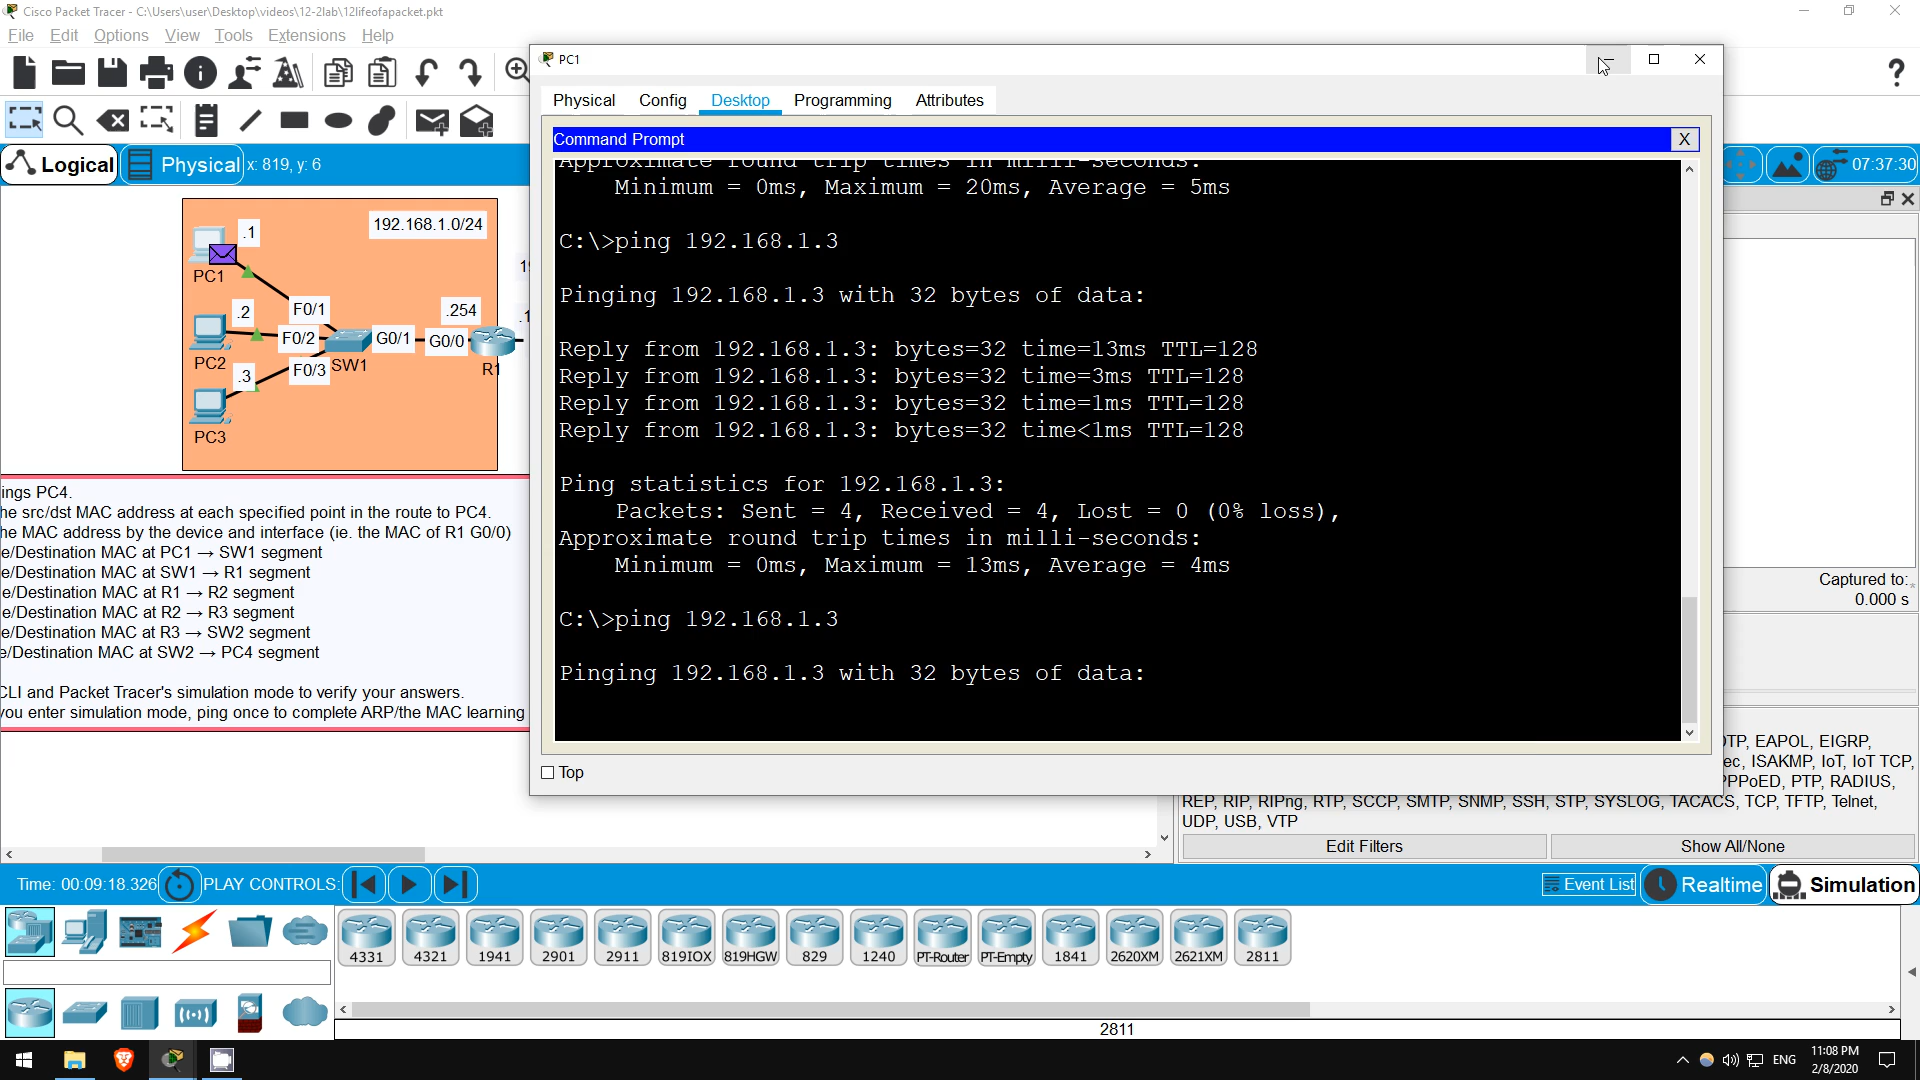 Cisco Packet Tracer - C:\Users\user\Desktop\videos\12-2lab\12lifeofapacket.pkt
File Edit Options View Tools Extensions Help
PC1
Physical Config Desktop Programming Attributes
Command Prompt
X
Logical Physical x: 819, y: 6
07:37:30
Approximate round trip times in milli-seconds:
Minimum = 0ms, Maximum = 20ms, Average = 5ms
C:\>ping 192.168.1.3
Pinging 192.168.1.3 with 32 bytes of data:
Reply from 192.168.1.3: bytes=32 time=13ms TTL=128
Reply from 192.168.1.3: bytes=32 time=3ms TTL=128
Reply from 192.168.1.3: bytes=32 time=1ms TTL=128
Reply from 192.168.1.3: bytes=32 time<1ms TTL=128
Ping statistics for 192.168.1.3:
Packets: Sent = 4, Received = 4, Lost = 0 (0% loss),
Approximate round trip times in milli-seconds:
Minimum = 0ms, Maximum = 13ms, Average = 4ms
C:\>ping 192.168.1.3
Pinging 192.168.1.3 with 32 bytes of data:
Top
192.168.1.0/24
.1
PC1
.2
F0/1
.254
F0/2
G0/1
G0/0
PC2
.3
F0/3
SW1
R1
PC3
ings PC4.
he src/dst MAC address at each specified point in the route to PC4.
he MAC address by the device and interface (ie. the MAC of R1 G0/0)
e/Destination MAC at PC1 → SW1 segment
e/Destination MAC at SW1 → R1 segment
e/Destination MAC at R1 → R2 segment
e/Destination MAC at R2 → R3 segment
e/Destination MAC at R3 → SW2 segment
e/Destination MAC at SW2 → PC4 segment
CLI and Packet Tracer's simulation mode to verify your answers.
you enter simulation mode, ping once to complete ARP/the MAC learning
Captured to:
0.000 s
DTP, EAPOL, EIGRP,
ec, ISAKMP, IoT, IoT TCP,
PPPoED, PTP, RADIUS,
REP, RIP, RIPng, RTP, SCCP, SMTP, SNMP, SSH, STP, SYSLOG, TACACS, TCP, TFTP, Telnet,
UDP, USB, VTP
Edit Filters
Show All/None
Time: 00:09:18.326 PLAY CONTROLS:
Event List Realtime Simulation
4331 4321 1941 2901 2911 819IOX 819HGW 829 1240 PT-Router PT-Empty 1841 2620XM 2621XM 2811
2811
ENG
11:08 PM
2/8/2020